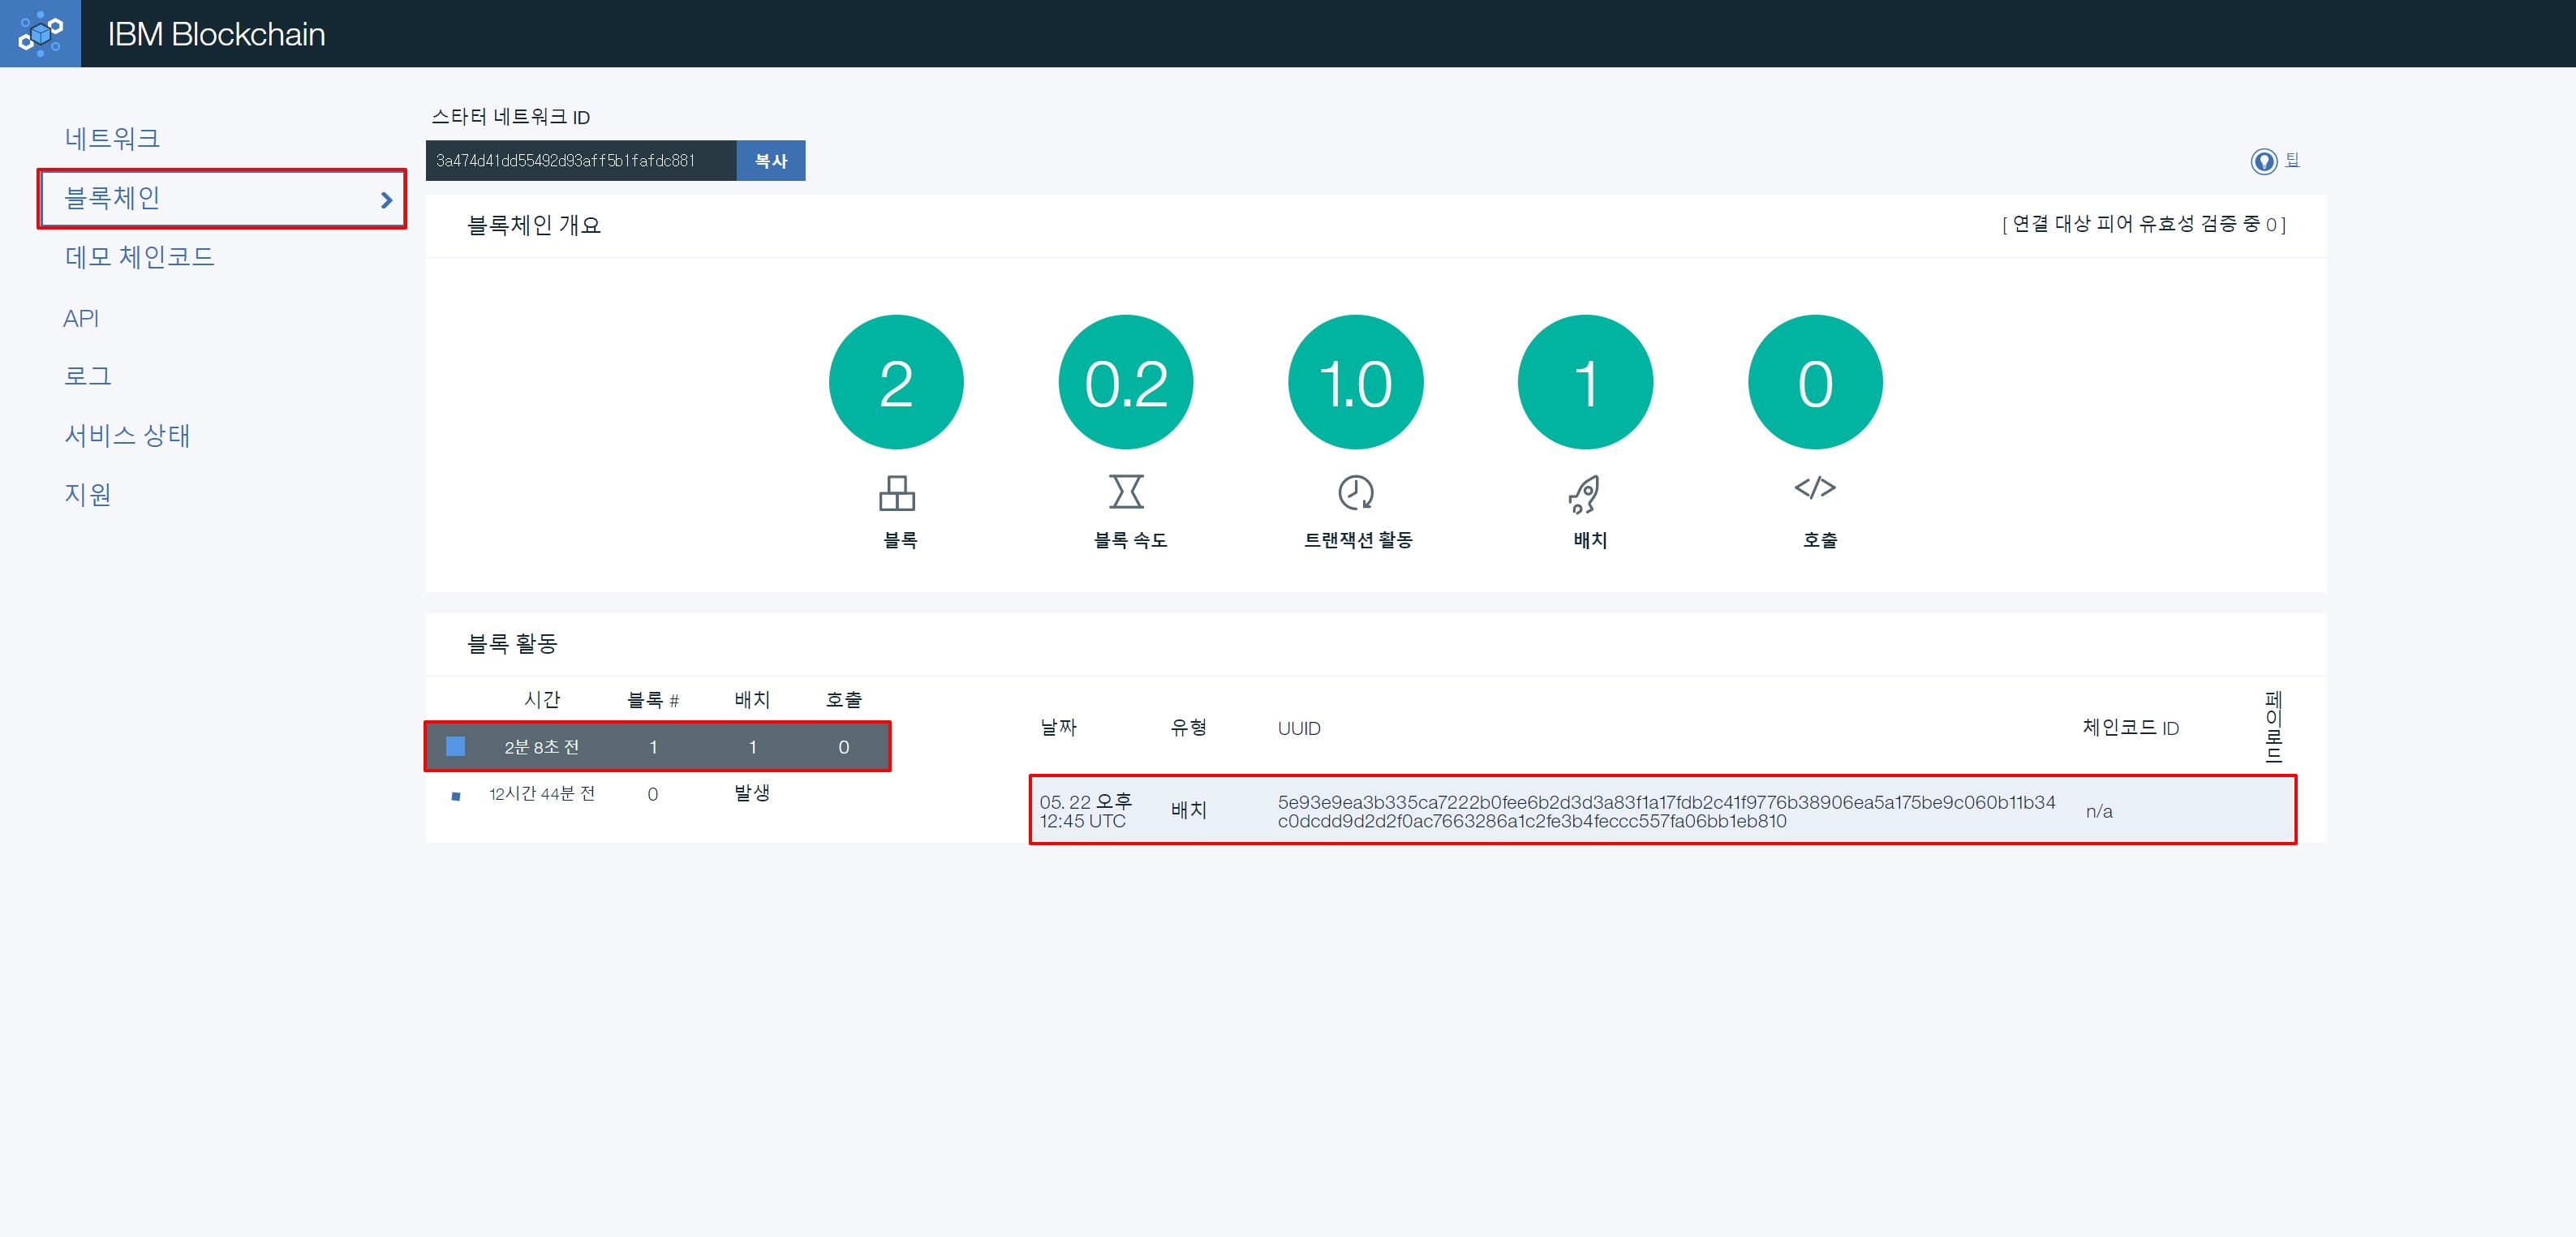 IBM Blockchain
네트워크
블록체인
데모 체인코드
API
로그
서비스 상태
지원
스타터 네트워크 ID
3a474d41dd55492d93aff5b1fafdc881 복사
팁
블록체인 개요
[ 연결 대상 피어 유효성 검증 중 0 ]
2 0.2 1.0 1 0
</>
블록 블록 속도 트랜잭션 활동 배치 호출
블록 활동
시간 블록 # 배치 호출
2분 8초 전 1 1 0
12시간 44분 전 0 발생
날짜 유형 UUID 체인코드 ID 페이로드
05. 22 오후
12:45 UTC
배치
5e93e9ea3b335ca7222b0fee6b2d3d3a83f1a17fdb2c41f9776b38906ea5a175be9c060b11b34
c0dcdd9d2d2f0ac7663286a1c2fe3b4feccc557fa06bb1eb810
n/a